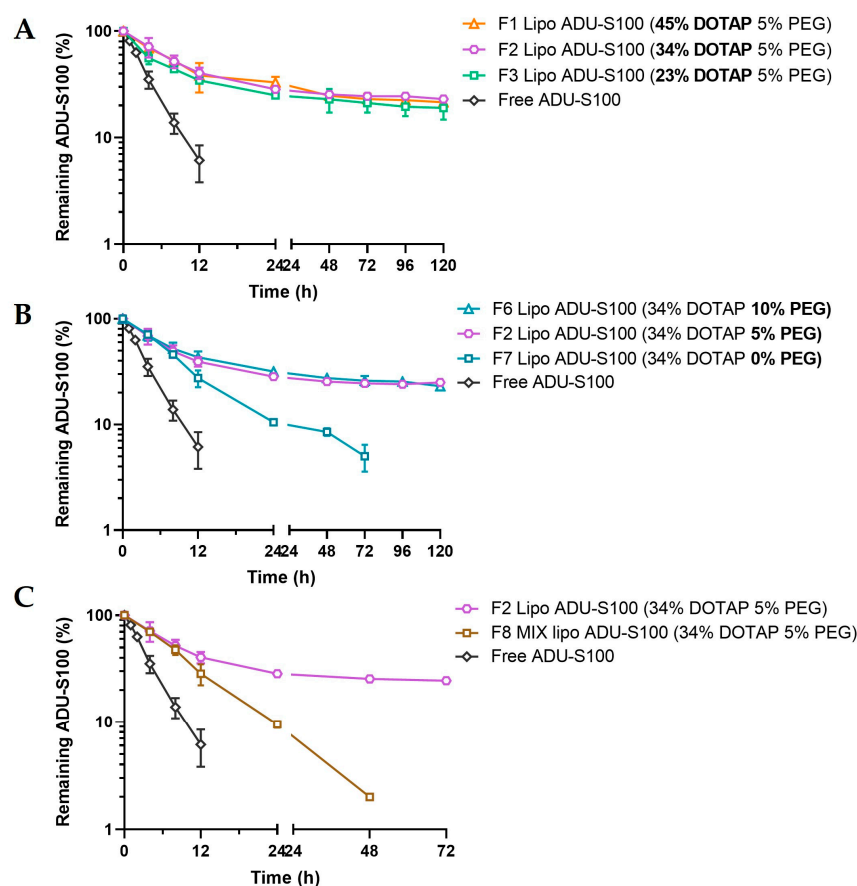 A
F1 Lipo ADU-S100 (45% DOTAP 5% PEG)
F2 Lipo ADU-S100 (34% DOTAP 5% PEG)
F3 Lipo ADU-S100 (23% DOTAP 5% PEG)
Free ADU-S100
Remaining ADU-S100 (%)
100
10
1
0 12 24 24 48 72 96 120
Time (h)
B
F6 Lipo ADU-S100 (34% DOTAP 10% PEG)
F2 Lipo ADU-S100 (34% DOTAP 5% PEG)
F7 Lipo ADU-S100 (34% DOTAP 0% PEG)
Free ADU-S100
Remaining ADU-S100 (%)
100
10
1
0 12 24 24 48 72 96 120
Time (h)
C
F2 Lipo ADU-S100 (34% DOTAP 5% PEG)
F8 MIX lipo ADU-S100 (34% DOTAP 5% PEG)
Free ADU-S100
Remaining ADU-S100 (%)
100
10
1
0 12 24 24 48 72
Time (h)